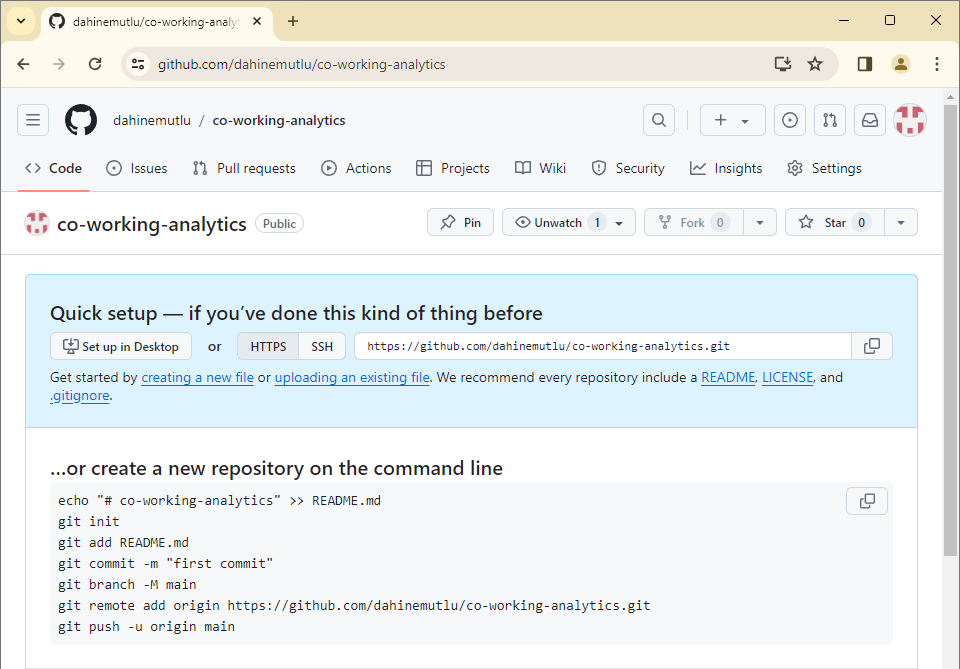 dahinemutlu/co-working-analyt
github.com/dahinemutlu/co-working-analytics
dahinemutlu / co-working-analytics
Code Issues Pull requests Actions Projects Wiki Security Insights Settings
co-working-analytics Public Pin Unwatch 1 Fork 0 Star 0
Quick setup — if you've done this kind of thing before
Set up in Desktop or HTTPS SSH https://github.com/dahinemutlu/co-working-analytics.git
Get started by creating a new file or uploading an existing file. We recommend every repository include a README, LICENSE, and
.gitignore.
...or create a new repository on the command line
echo "# co-working-analytics" >> README.md
git init
git add README.md
git commit -m "first commit"
git branch -M main
git remote add origin https://github.com/dahinemutlu/co-working-analytics.git
git push -u origin main